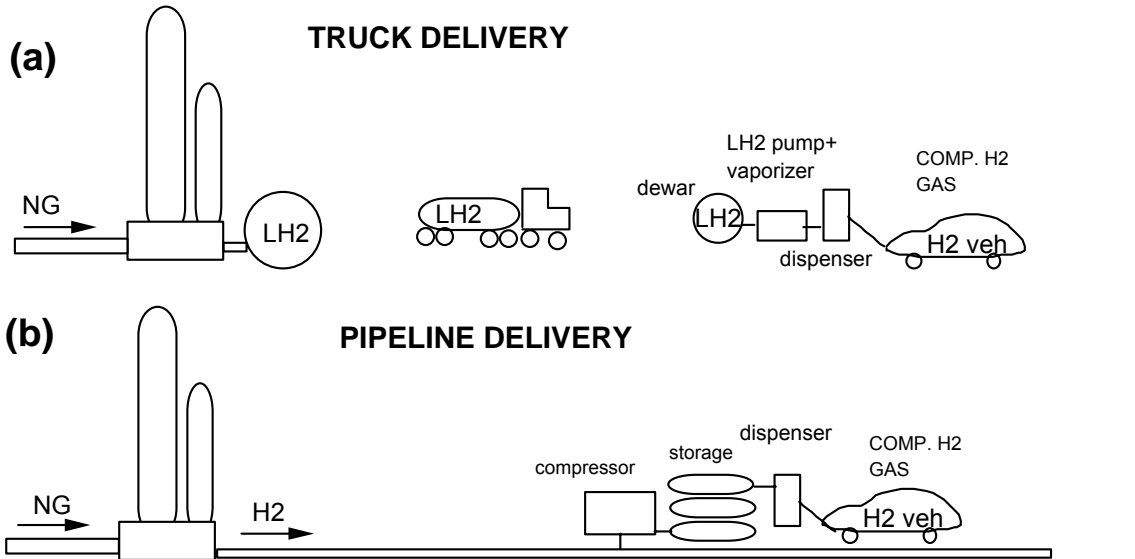 (a)
TRUCK DELIVERY
NG
LH2
LH2
dewar
LH2 pump+
vaporizer
LH2
dispenser
COMP. H2
GAS
H2 veh
(b)
PIPELINE DELIVERY
NG
H2
compressor
storage
dispenser
COMP. H2
GAS
H2 veh